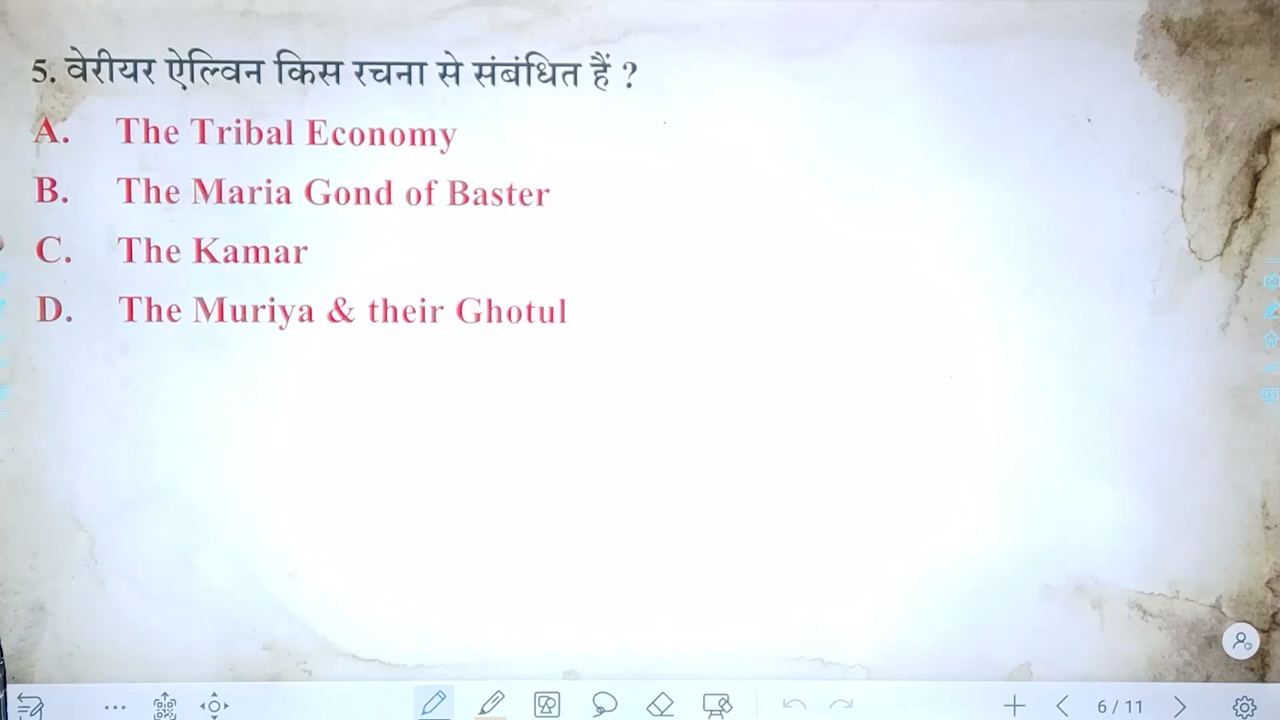 5. वेरीयर ऐल्विन किस रचना से संबंधित हैं ?
A. The Tribal Economy
B. The Maria Gond of Baster
C. The Kamar
D. The Muriya & their Ghotul
6 / 11